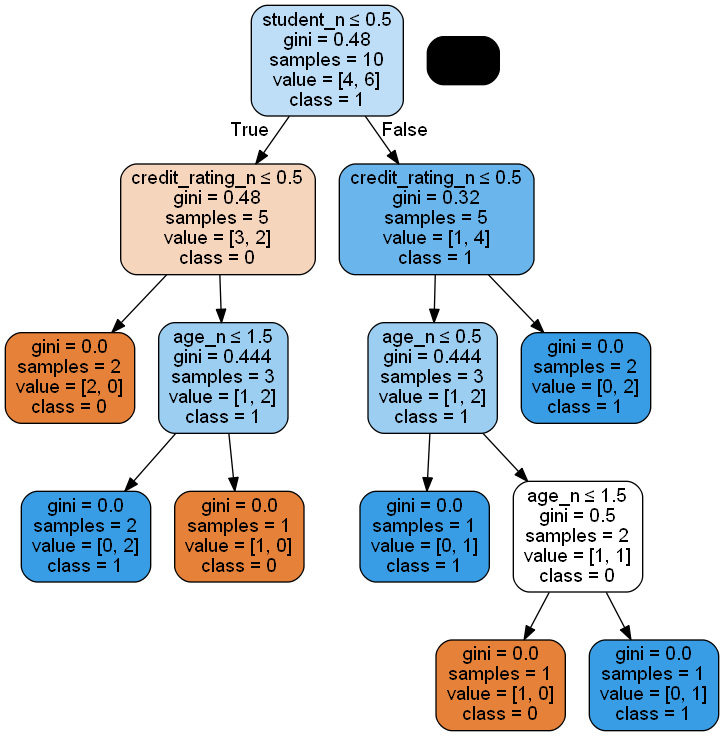 student_n ≤ 0.5
gini = 0.48
samples = 10
value = [4, 6]
class = 1
True
False
credit_rating_n ≤ 0.5
gini = 0.48
samples = 5
value = [3, 2]
class = 0
credit_rating_n ≤ 0.5
gini = 0.32
samples = 5
value = [1, 4]
class = 1
gini = 0.0
samples = 2
value = [2, 0]
class = 0
age_n ≤ 1.5
gini = 0.444
samples = 3
value = [1, 2]
class = 1
age_n ≤ 0.5
gini = 0.444
samples = 3
value = [1, 2]
class = 1
gini = 0.0
samples = 2
value = [0, 2]
class = 1
gini = 0.0
samples = 2
value = [0, 2]
class = 1
gini = 0.0
samples = 1
value = [1, 0]
class = 0
gini = 0.0
samples = 1
value = [0, 1]
class = 1
age_n ≤ 1.5
gini = 0.5
samples = 2
value = [1, 1]
class = 0
gini = 0.0
samples = 1
value = [1, 0]
class = 0
gini = 0.0
samples = 1
value = [0, 1]
class = 1